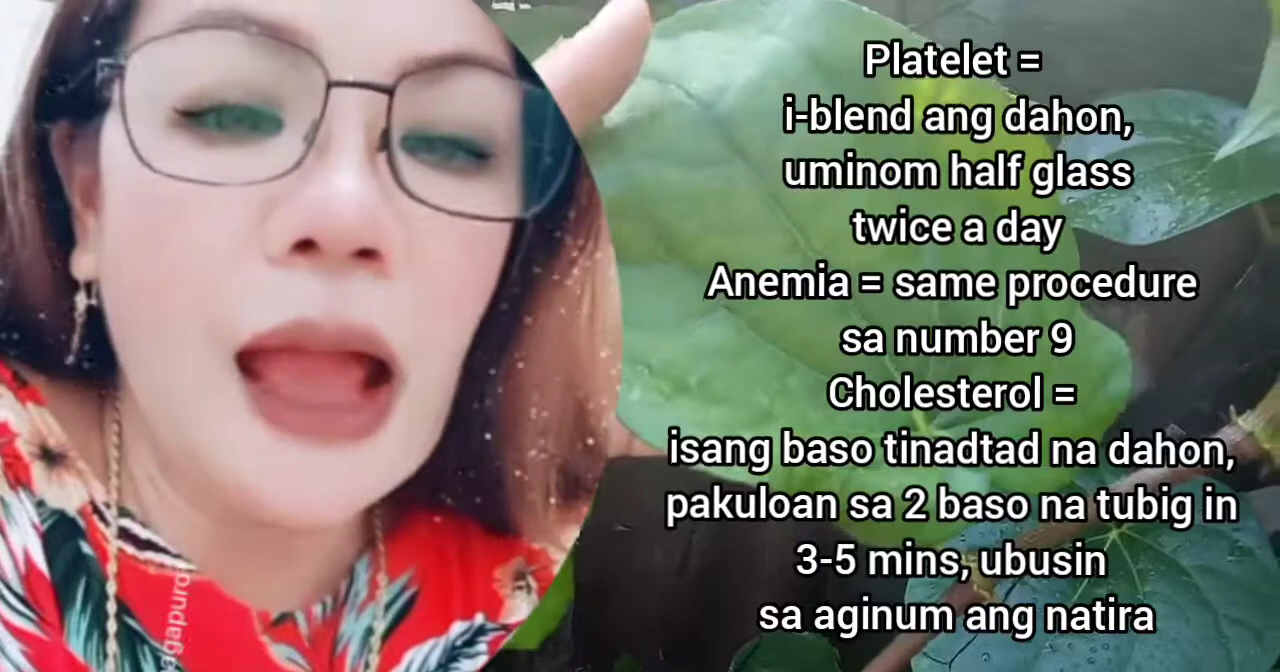 Platelet =
i-blend ang dahon,
uminom half glass
twice a day
Anemia = same procedure
sa number 9
Cholesterol =
isang baso tinadtad na dahon,
pakuloan sa 2 baso na tubig in
3-5 mins, ubusin
sa aginum ang natira